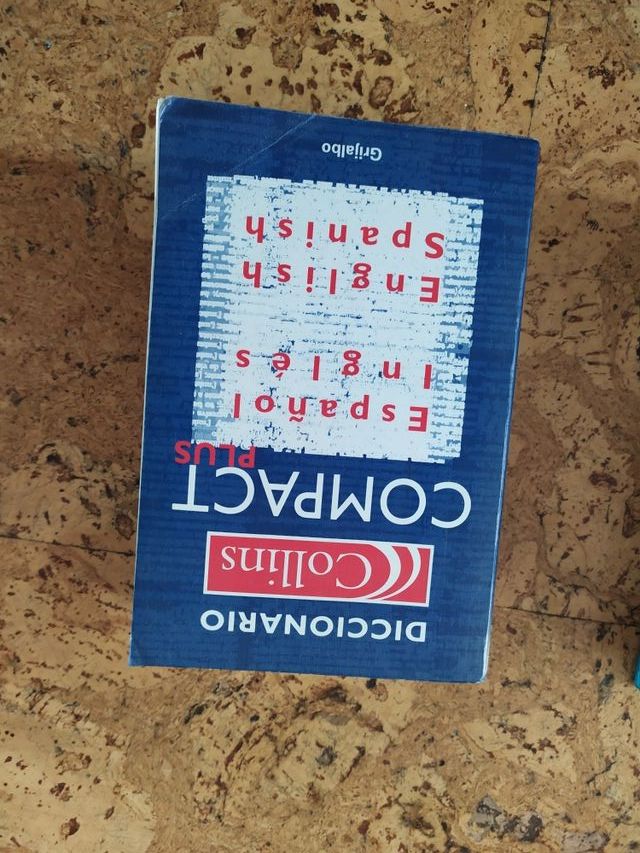 DICCIONARIO
Collins
COMPACT
PLUS
Español
Inglés
English
Spanish
Grijalbo